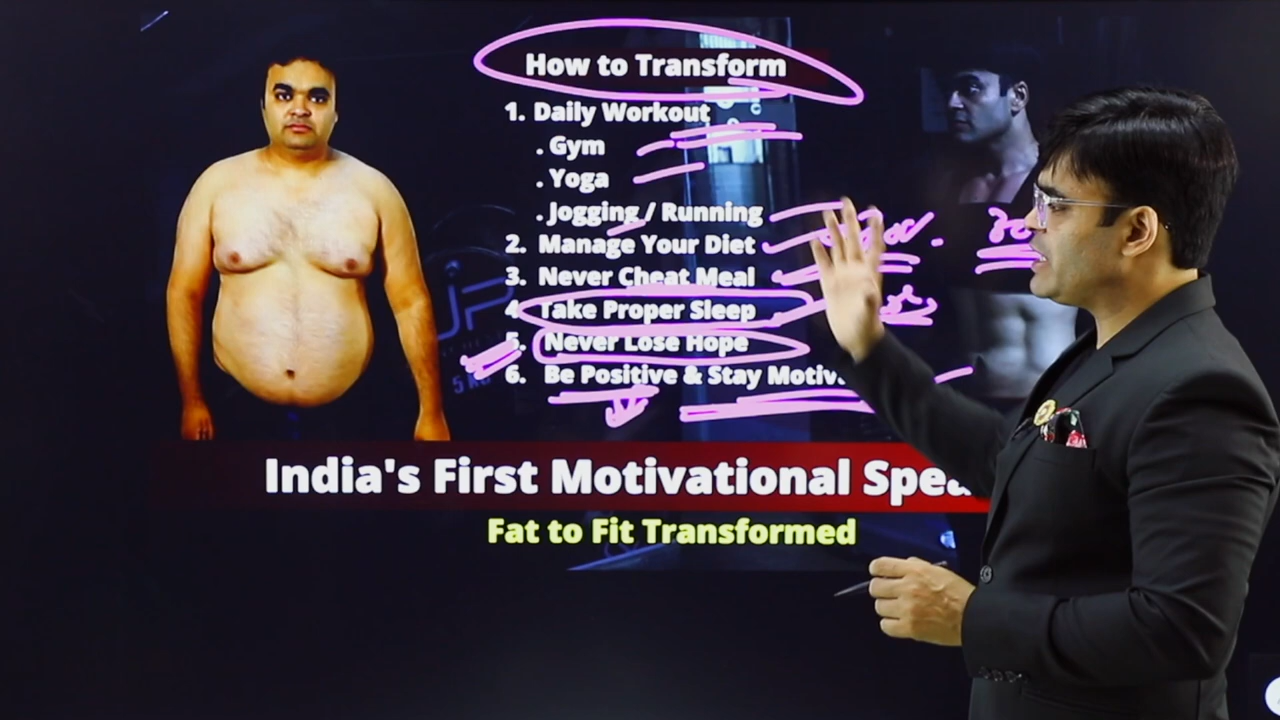 How to Transform
1. Daily Workout
. Gym
. Yoga
. Jogging / Running
2. Manage Your Diet
3. Never Cheat Meal
4. Take Proper Sleep
5. Never Lose Hope
6. Be Positive & Stay Motiv
5 KG
India's First Motivational Spea
Fat to Fit Transformed